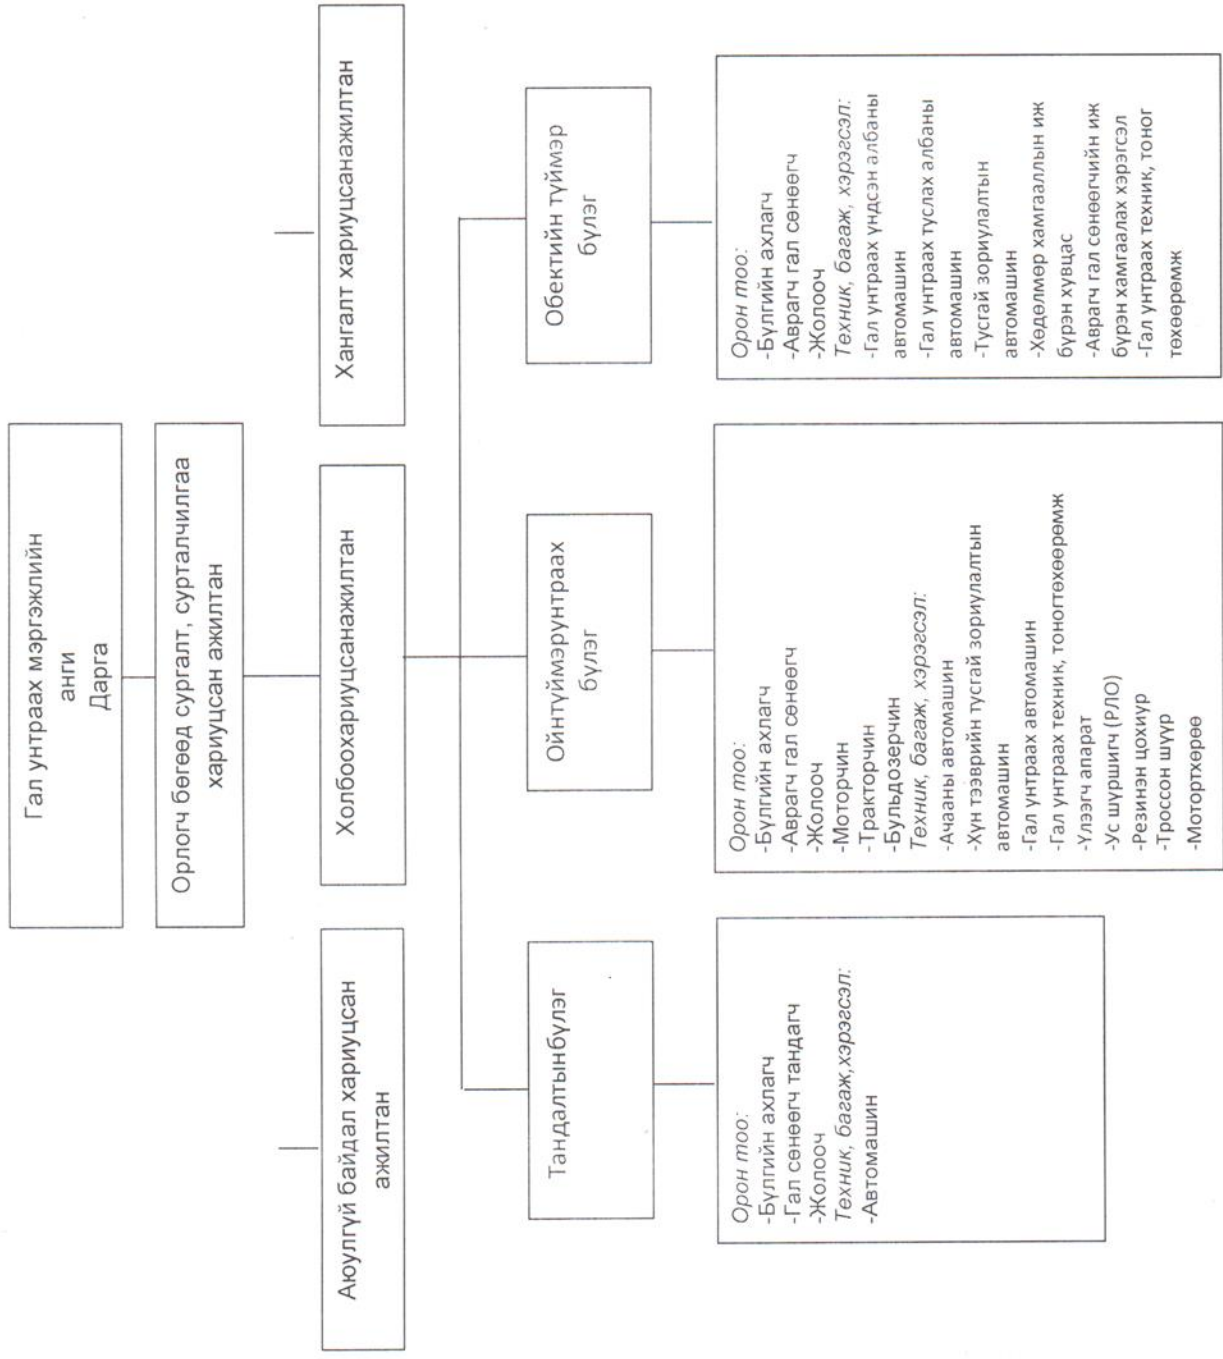 Гал унтраах мэргэжлийн
анги
Дарга
Орлогч бөгөөд сургалт, сурталчилгаа
хариуцсан ажилтан
Аюулгүй байдал хариуцсан
ажилтан
Холбоохариуцсанажилтан
Хангалт хариуцсанажилтан
Тандалтынбүлэг
Ойнтүймэрунтраах
бүлэг
Обектийн түймэр
бүлэг
Орон тоо:
-Бүлгийн ахлагч
-Гал сөнөөгч тандагч
-Жолооч
Техник, багаж,хэрэгсэл:
-Автомашин
Орон тоо:
-Бүлгийн ахлагч
-Аврагч гал сөнөөгч
-Жолооч
-Моторчин
-Тракторчин
-Бульдозерчин
Техник, багаж, хэрэгсэл:
-Ачааны автомашин
-Хүн тээврийн тусгай зориулалтын
автомашин
-Гал унтраах автомашин
-Гал унтраах техник, тоногтөхөөрөмж
-Үлээгч апарат
-Ус шүршигч (РЛО)
-Резинэн цохиур
-Троссон шүүр
-Мотортхөрөө
Орон тоо:
-Бүлгийн ахлагч
-Аврагч гал сөнөөгч
-Жолооч
Техник, багаж, хэрэгсэл:
-Гал унтраах үндсэн албаны
автомашин
-Гал унтраах туслах албаны
автомашин
-Тусгай зориулалтын
автомашин
-Хөдөлмөр хамгааллын иж
бүрэн хувцас
-Аврагч гал сөнөөгчийн иж
бүрэн хамгаалах хэрэгсэл
-Гал унтраах техник, тоног
төхөөрөмж